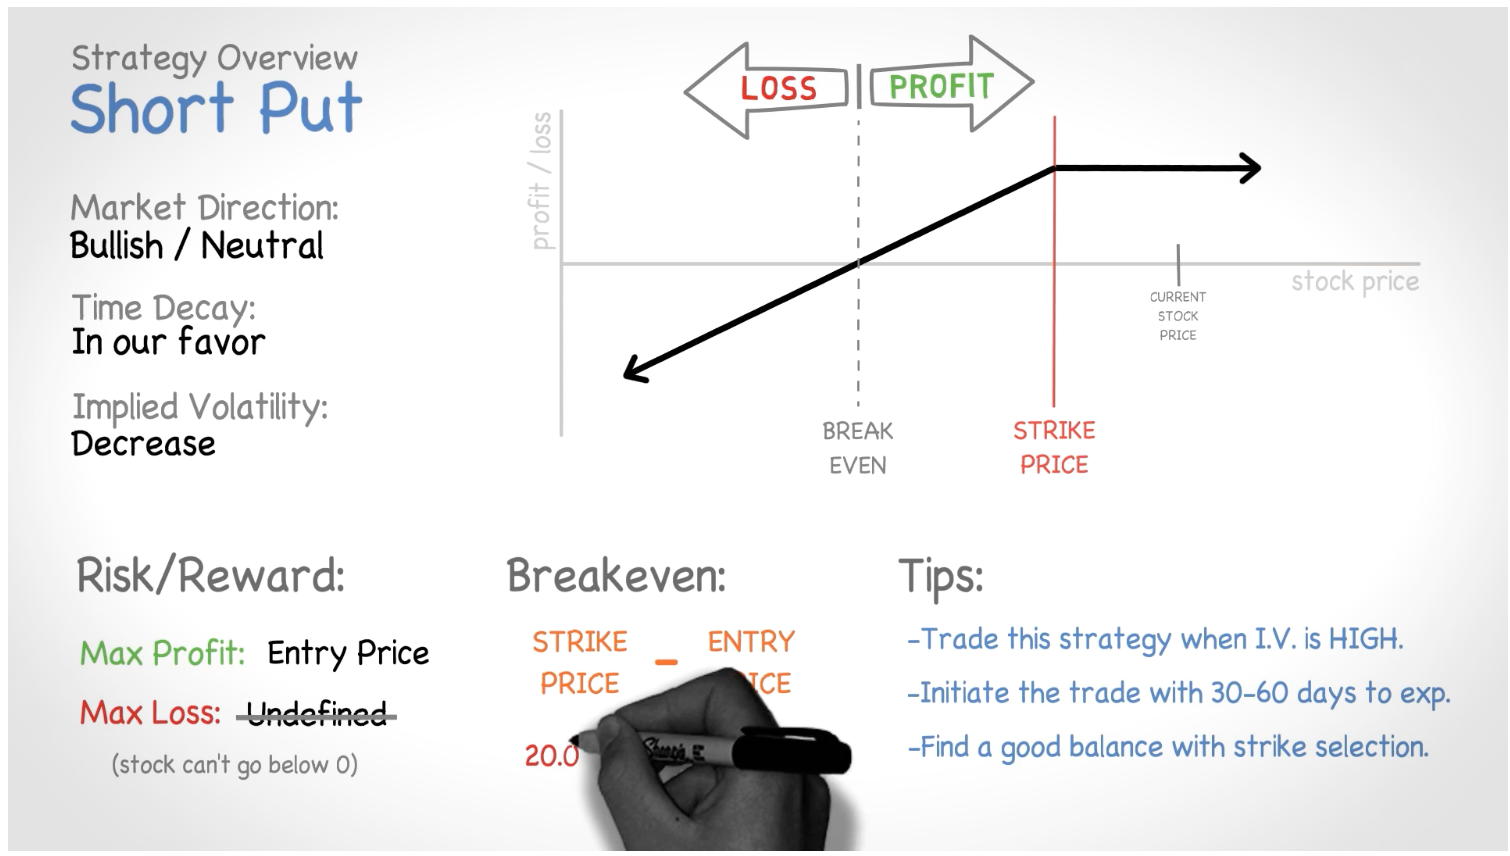 Strategy Overview
Short Put
Market Direction:
Bullish / Neutral
Time Decay:
In our favor
Implied Volatility:
Decrease
LOSS
PROFIT
profit / loss
stock price
CURRENT
STOCK
PRICE
BREAK
EVEN
STRIKE
PRICE
Risk/Reward:
Max Profit: Entry Price
Max Loss: Undefined
(stock can't go below 0)
Breakeven:
STRIKE
PRICE
-
ENTRY
20.0
Sharpie
Tips:
-Trade this strategy when I.V. is HIGH.
-Initiate the trade with 30-60 days to exp.
-Find a good balance with strike selection.